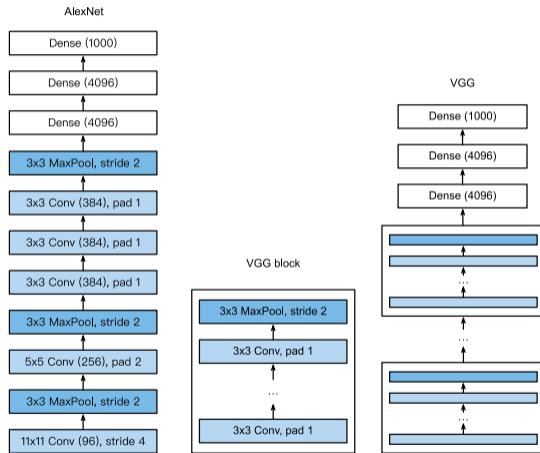 AlexNet
Dense (1000)
Dense (4096)
Dense (4096)
3x3 MaxPool, stride 2
3x3 Conv (384), pad 1
3x3 Conv (384), pad 1
3x3 Conv (384), pad 1
3x3 MaxPool, stride 2
5x5 Conv (256), pad 2
3x3 MaxPool, stride 2
11x11 Conv (96), stride 4
VGG block
3x3 MaxPool, stride 2
3x3 Conv, pad 1
...
3x3 Conv, pad 1
VGG
Dense (1000)
Dense (4096)
Dense (4096)
...
...
...